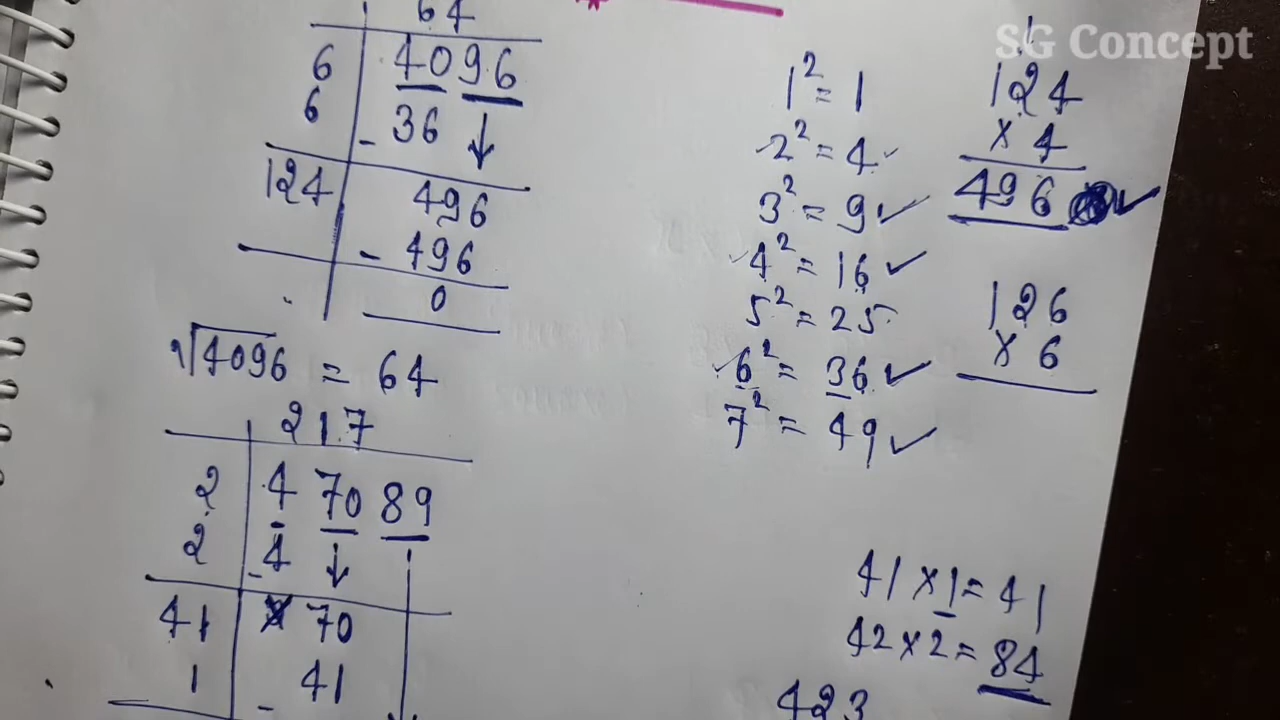 SG Concept
64
6 4096
6 - 36
124 496
- 496
0
√4096 = 64
1² = 1
2² = 4
3² = 9
4² = 16
5² = 25
6² = 36
7² = 49
1
124
× 4
496
126
× 6
217
2 4 70 89
2 - 4
41 70
1 - 41
41 × 1 = 41
42 × 2 = 84
423